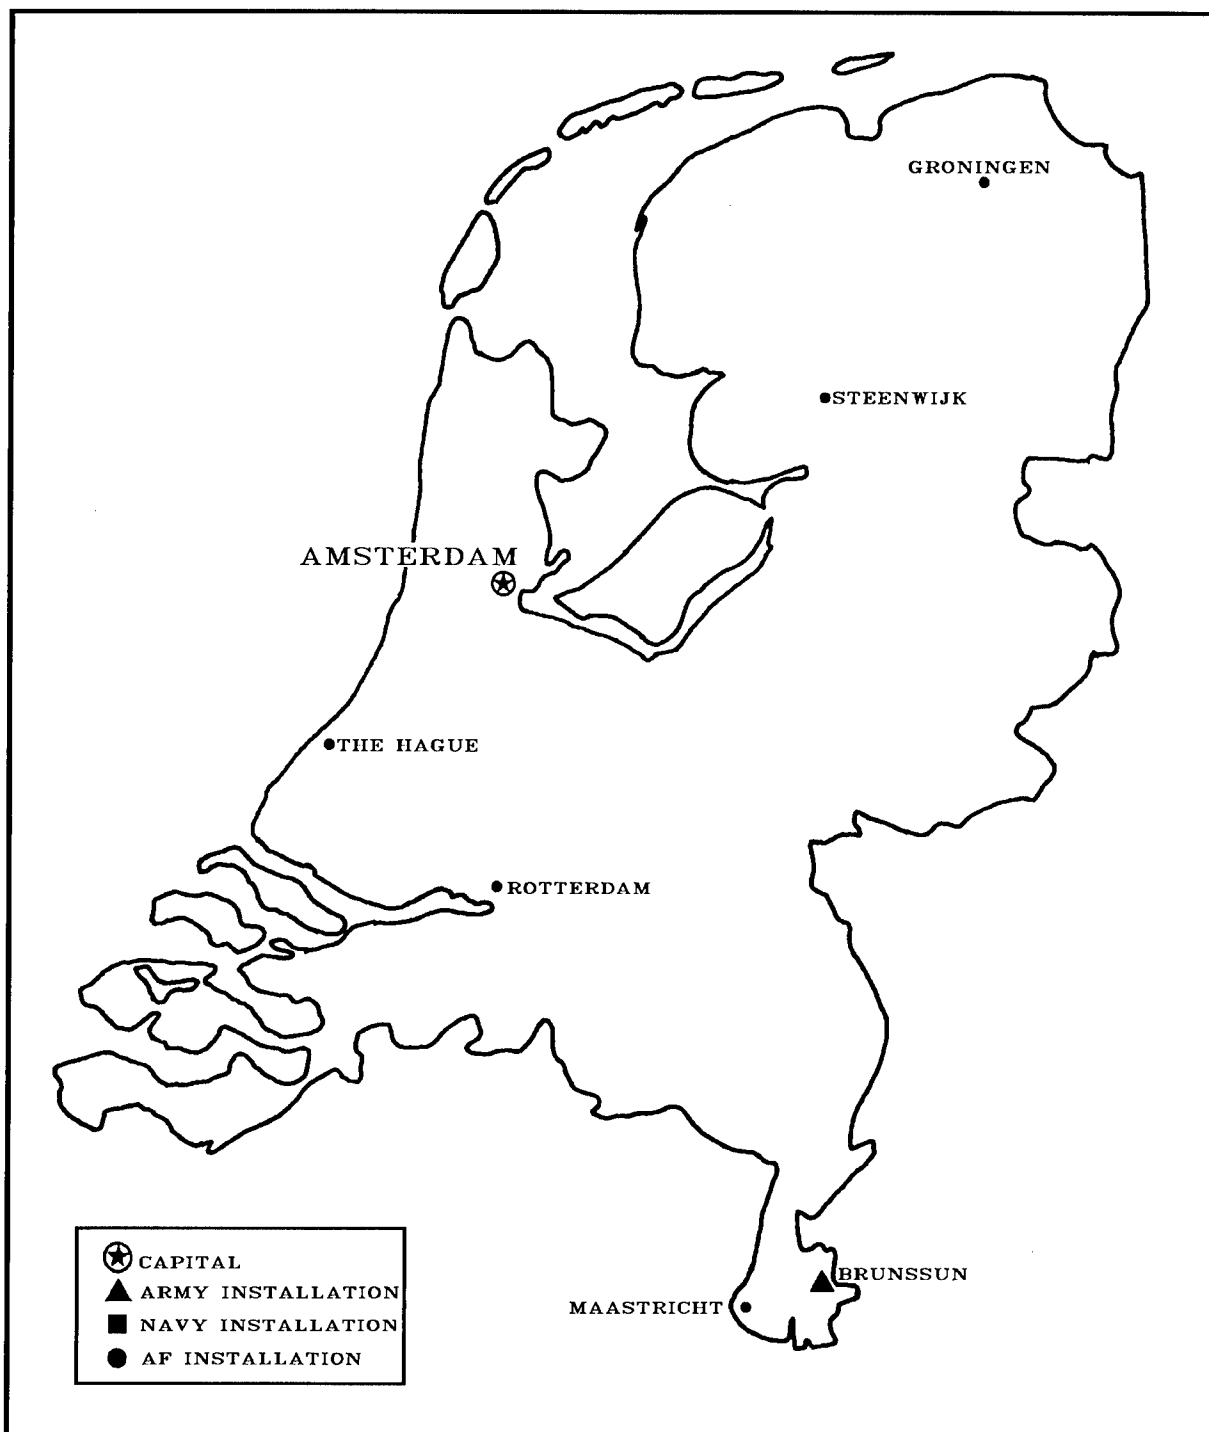 GRONINGEN
STEENWIJK
AMSTERDAM
THE HAGUE
ROTTERDAM
CAPITAL
ARMY INSTALLATION
NAVY INSTALLATION
AF INSTALLATION
BRUNSSUN
MAASTRICHT